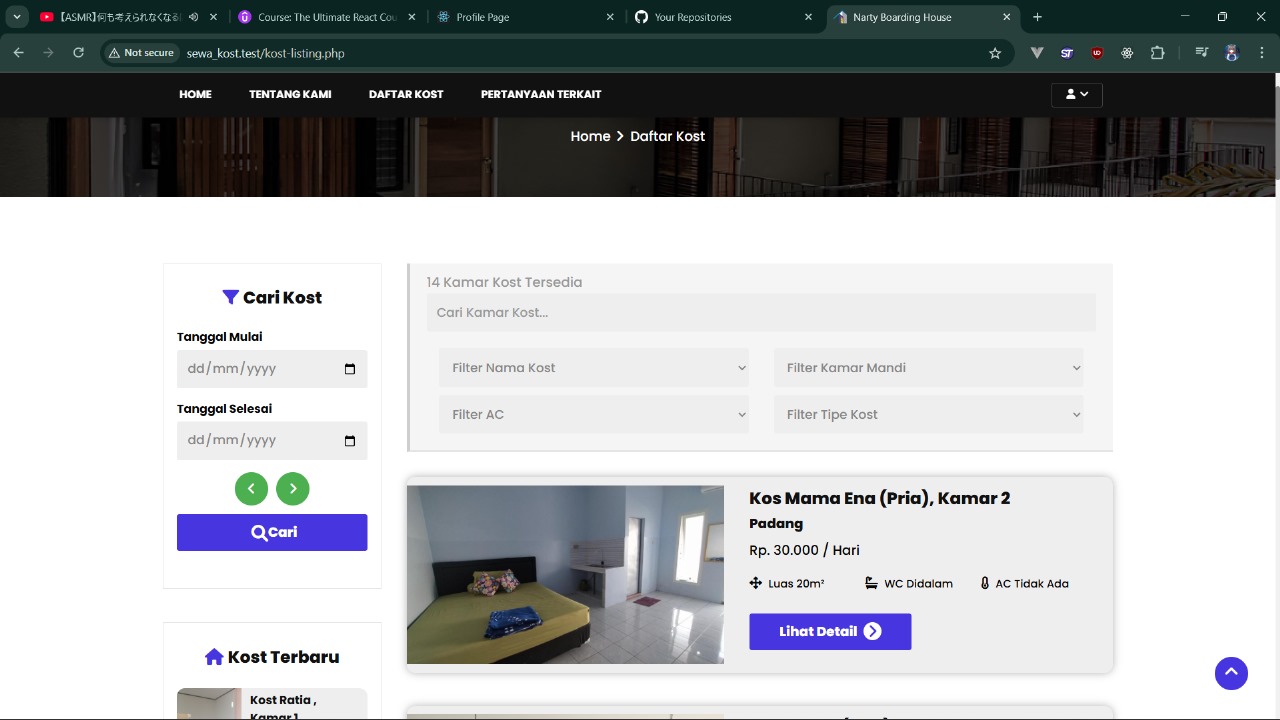 【ASMR】何も考えられなくなる
Course: The Ultimate React Cou
Profile Page
Your Repositories
Narty Boarding House
Not secure
sewa_kost.test/kost-listing.php
HOME
TENTANG KAMI
DAFTAR KOST
PERTANYAAN TERKAIT
Home > Daftar Kost
Cari Kost
Tanggal Mulai
dd/mm/yyyy
Tanggal Selesai
dd/mm/yyyy
Cari
Kost Terbaru
Kost Ratia ,
Kamar 1
14 Kamar Kost Tersedia
Cari Kamar Kost...
Filter Nama Kost
Filter Kamar Mandi
Filter AC
Filter Tipe Kost
Kos Mama Ena (Pria), Kamar 2
Padang
Rp. 30.000 / Hari
Luas 20m²
WC Didalam
AC Tidak Ada
Lihat Detail